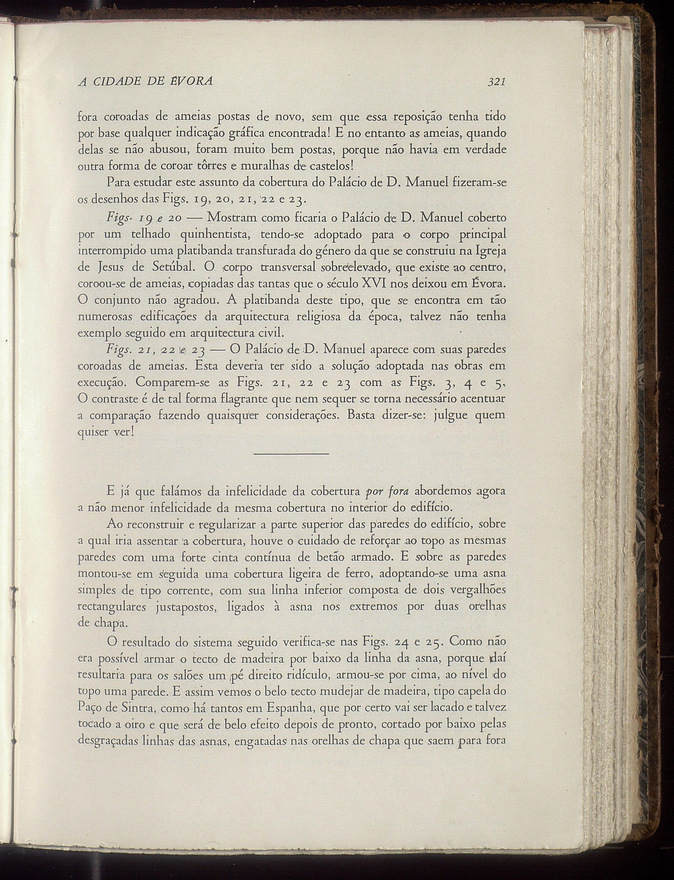 A CIDADE DE ÉVORA 321
fora coroadas de ameias postas de novo, sem que essa reposição tenha tido
por base qualquer indicação gráfica encontrada! E no entanto as ameias, quando
delas se não abusou, foram muito bem postas, porque não havia em verdade
outra forma de coroar tôrres e muralhas de castelos!
Para estudar este assunto da cobertura do Palácio de D. Manuel fizeram-se
os desenhos das Figs. 19, 20, 21, 22 e 23.
Figs. 19 e 20 — Mostram como ficaria o Palácio de D. Manuel coberto
por um telhado quinhentista, tendo-se adoptado para o corpo principal
interrompido uma platibanda transfurada do género da que se construiu na Igreja
de Jesus de Setúbal. O corpo transversal sobreelevado, que existe ao centro,
coroou-se de ameias, copiadas das tantas que o século XVI nos deixou em Évora.
O conjunto não agradou. A platibanda deste tipo, que se encontra em tão
numerosas edificações da arquitectura religiosa da época, talvez não tenha
exemplo seguido em arquitectura civil.
Figs. 21, 22 e 23 — O Palácio de D. Manuel aparece com suas paredes
coroadas de ameias. Esta deveria ter sido a solução adoptada nas obras em
execução. Comparem-se as Figs. 21, 22 e 23 com as Figs. 3, 4 e 5.
O contraste é de tal forma flagrante que nem sequer se torna necessário acentuar
a comparação fazendo quaisquer considerações. Basta dizer-se: julgue quem
quiser ver!
E já que falámos da infelicidade da cobertura por fora abordemos agora
a não menor infelicidade da mesma cobertura no interior do edifício.
Ao reconstruir e regularizar a parte superior das paredes do edifício, sobre
a qual iria assentar a cobertura, houve o cuidado de reforçar ao topo as mesmas
paredes com uma forte cinta contínua de betão armado. E sobre as paredes
montou-se em seguida uma cobertura ligeira de ferro, adoptando-se uma asna
simples de tipo corrente, com sua linha inferior composta de dois vergalhões
rectangulares justapostos, ligados à asna nos extremos por duas orelhas
de chapa.
O resultado do sistema seguido verifica-se nas Figs. 24 e 25. Como não
era possível armar o tecto de madeira por baixo da linha da asna, porque daí
resultaria para os salões um pé direito ridículo, armou-se por cima, ao nível do
topo uma parede. E assim vemos o belo tecto mudejar de madeira, tipo capela do
Paço de Sintra, como há tantos em Espanha, que por certo vai ser lacado e talvez
tocado a oiro e que será de belo efeito depois de pronto, cortado por baixo pelas
desgraçadas linhas das asnas, engatadas nas orelhas de chapa que saem para fora